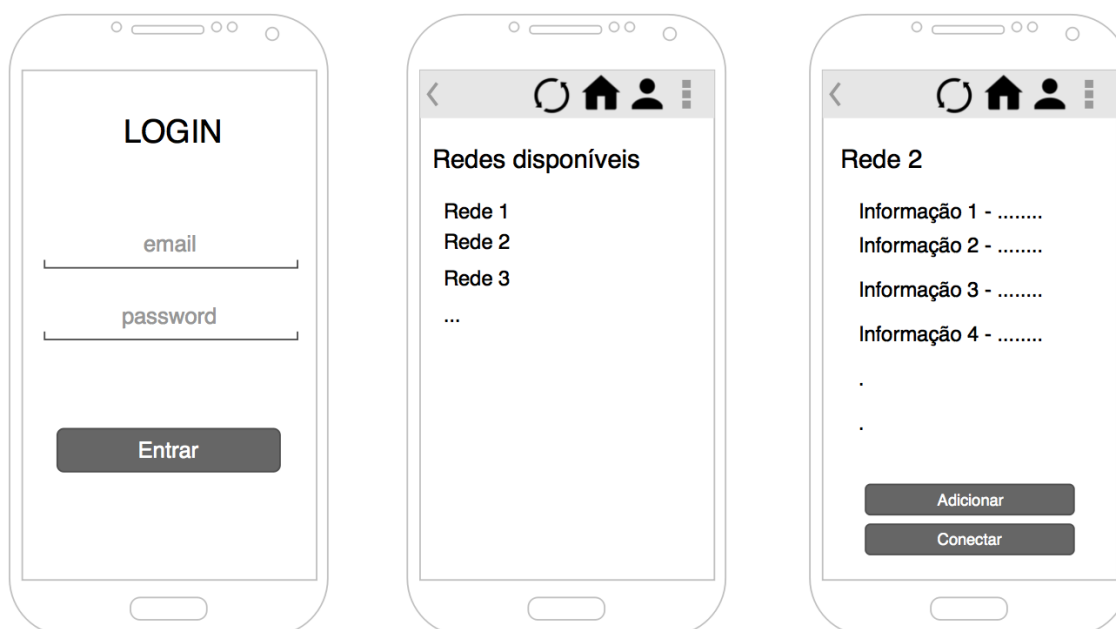 LOGIN
email
password
Entrar
Redes disponíveis
Rede 1
Rede 2
Rede 3
...
Rede 2
Informação 1 - ........
Informação 2 - ........
Informação 3 - ........
Informação 4 - ........
.
.
Adicionar
Conectar